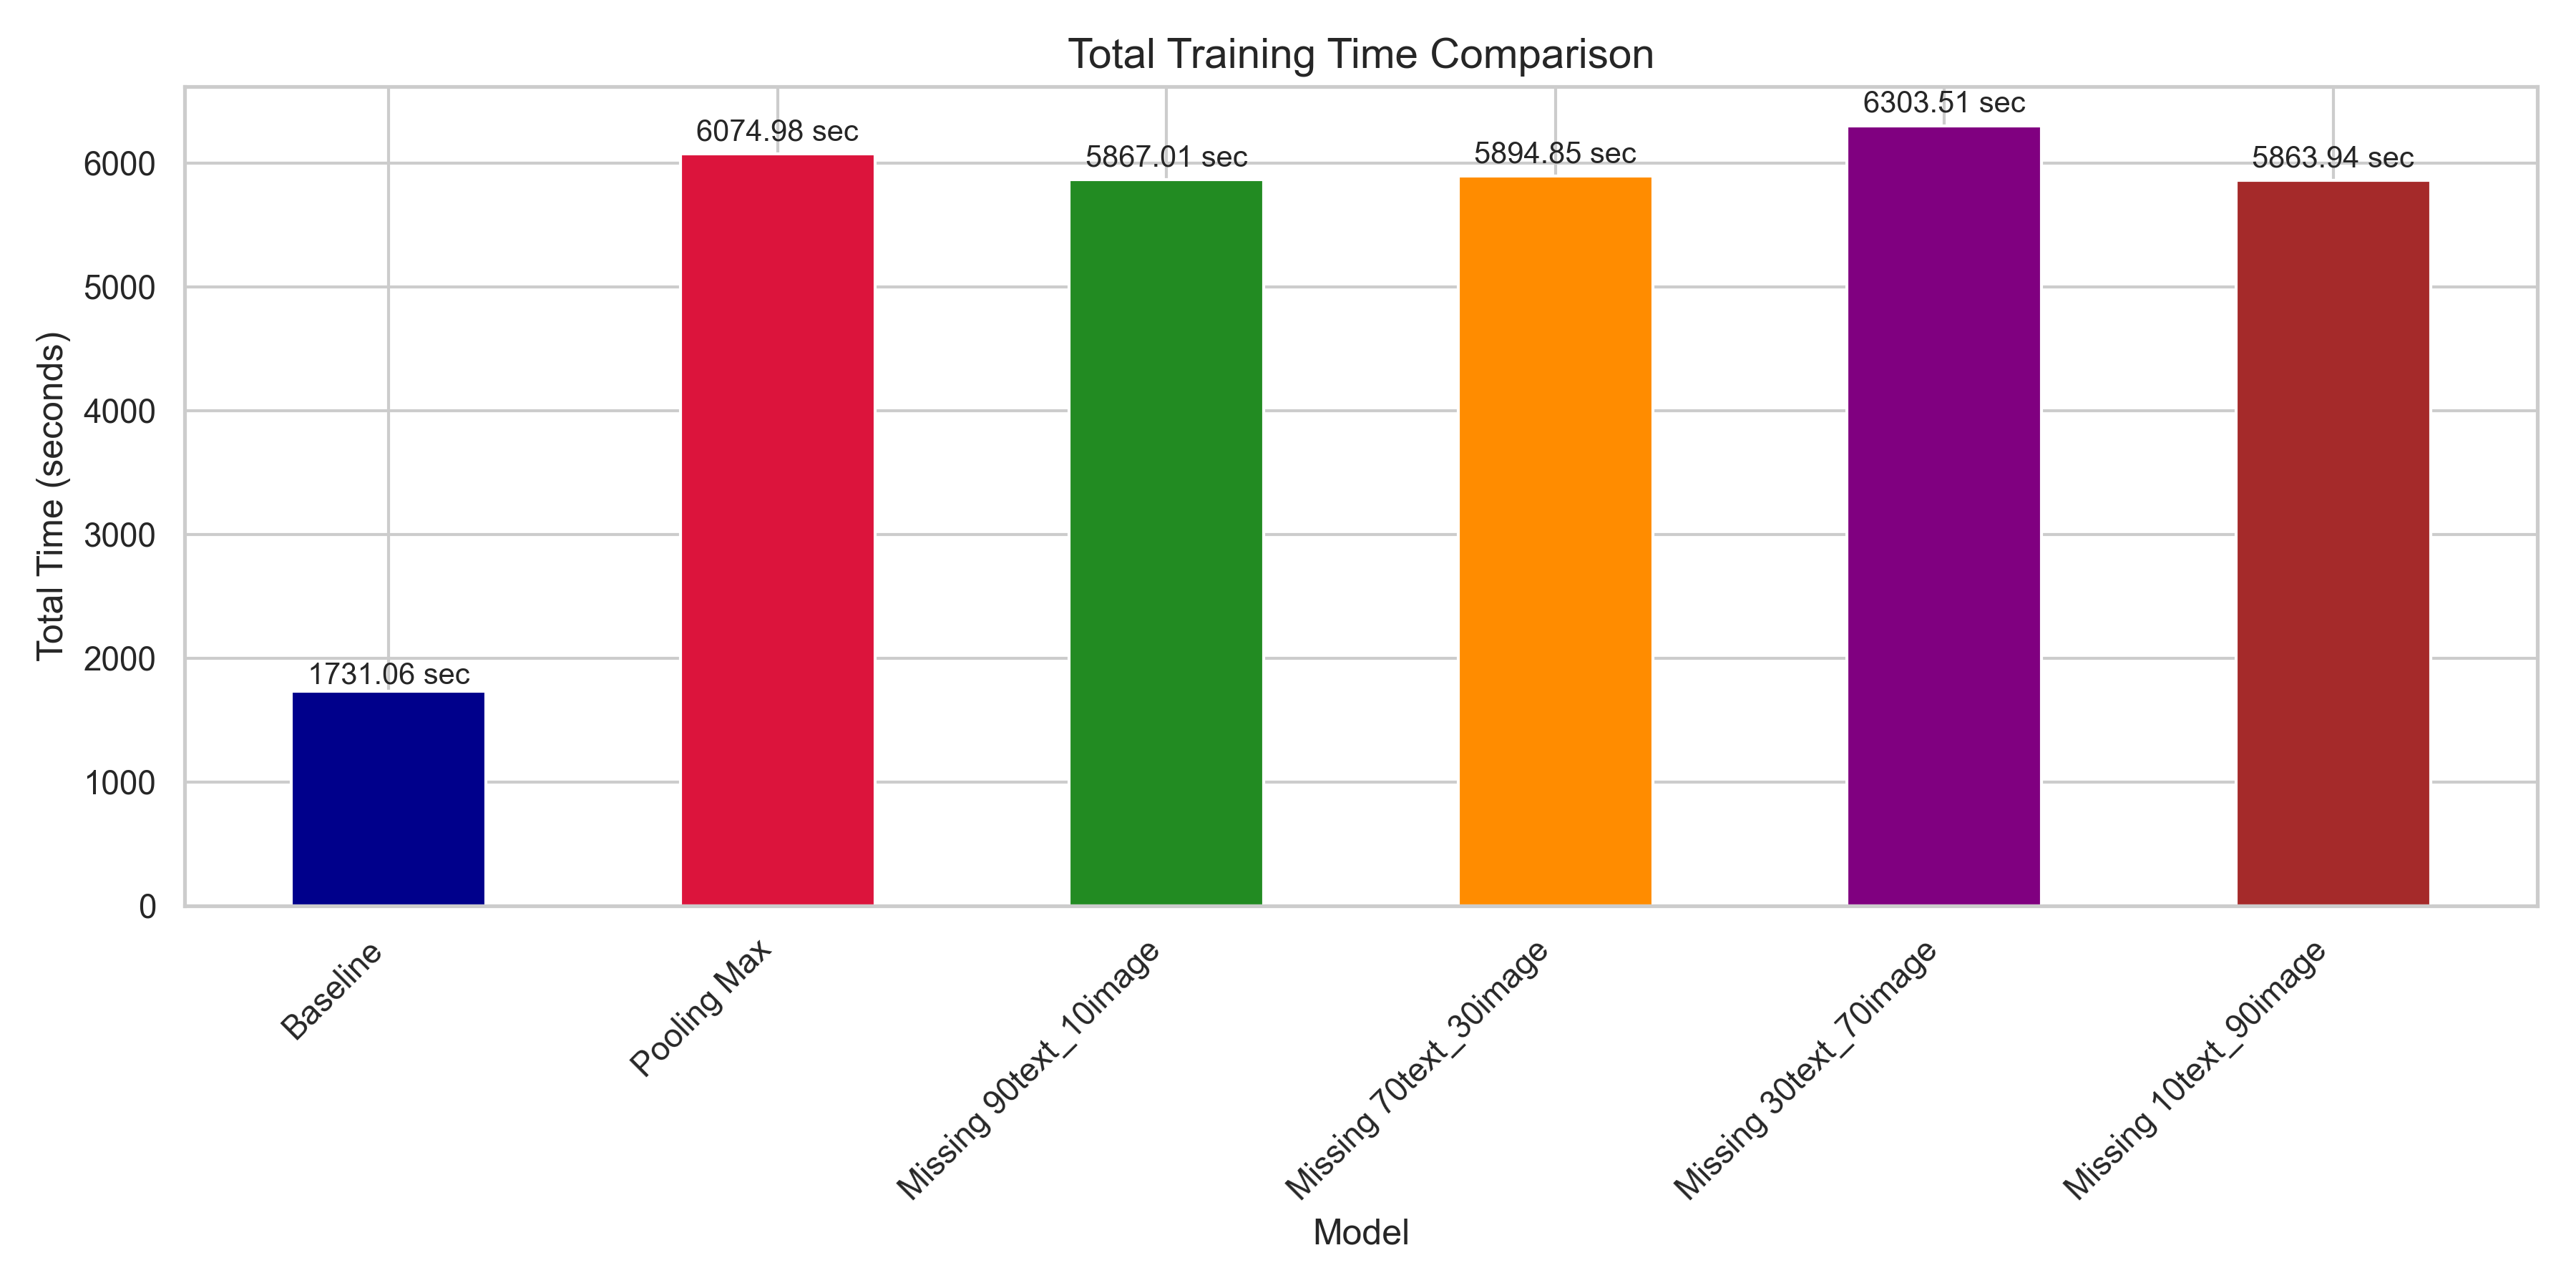 Total Training Time Comparison
Total Time (seconds)
6000
5000
4000
3000
2000
1000
0
1731.06 sec
6074.98 sec
5867.01 sec
5894.85 sec
6303.51 sec
5863.94 sec
Baseline
Pooling Max
Missing 90text_10image
Missing 70text_30image
Missing 30text_70image
Missing 10text_90image
Model